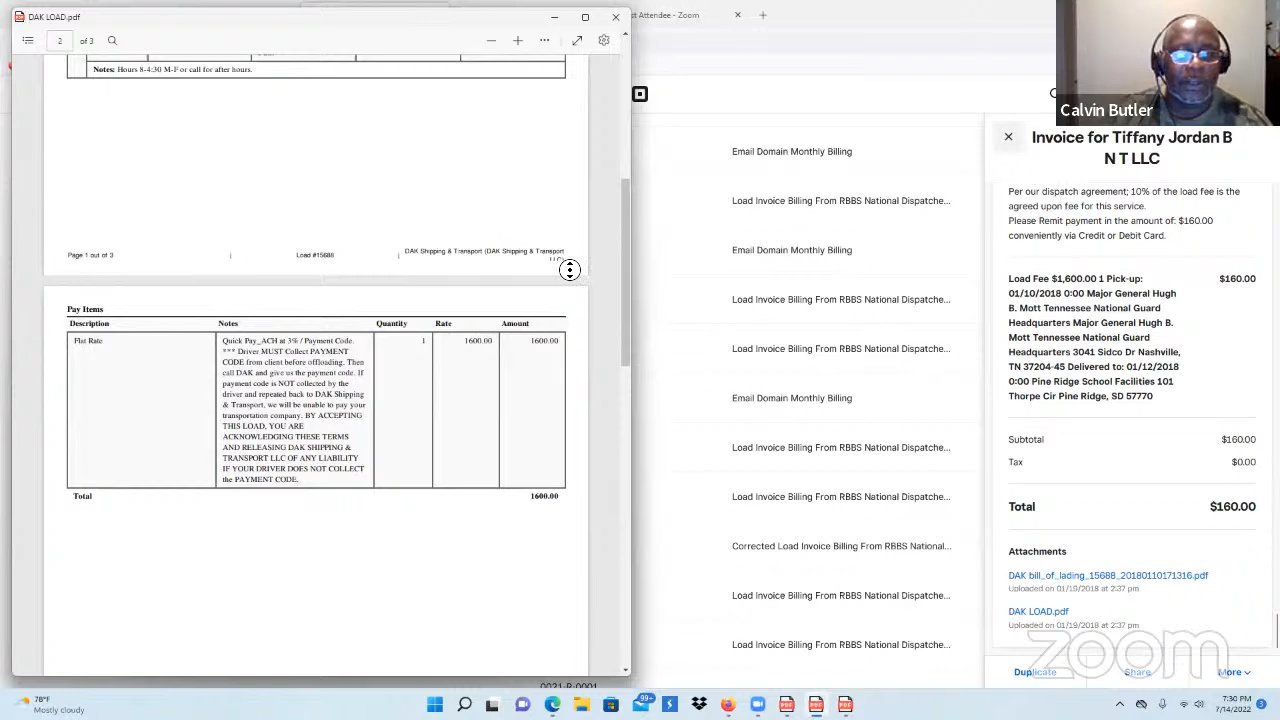 DAK LOAD.pdf
2 of 3
Notes: Hours 8-4:30 M-F or call for after hours.
Page 1 out of 3 | Load #15688 | DAK Shipping & Transport (DAK Shipping & Transport
LLC)
Pay Items
Description Notes Quantity Rate Amount
Flat Rate Quick Pay_ACH at 3% / Payment Code. 1 1600.00 1600.00
*** Driver MUST Collect PAYMENT
CODE from client before offloading. Then
call DAK and give us the payment code. If
payment code is NOT collected by the
driver and repeated back to DAK Shipping
& Transport, we will be unable to pay your
transportation company. BY ACCEPTING
THIS LOAD, YOU ARE
ACKNOWLEDGING THESE TERMS
AND RELEASING DAK SHIPPING &
TRANSPORT LLC OF ANY LIABILITY
IF YOUR DRIVER DOES NOT COLLECT
the PAYMENT CODE.
Total 1600.00
st Attendee - Zoom
Email Domain Monthly Billing
Load Invoice Billing From RBBS National Dispatche...
Email Domain Monthly Billing
Load Invoice Billing From RBBS National Dispatche...
Load Invoice Billing From RBBS National Dispatche...
Email Domain Monthly Billing
Load Invoice Billing From RBBS National Dispatche...
Load Invoice Billing From RBBS National Dispatche...
Corrected Load Invoice Billing From RBBS National...
Load Invoice Billing From RBBS National Dispatche...
Load Invoice Billing From RBBS National Dispatche...
Calvin Butler
Invoice for Tiffany Jordan B
N T LLC
Per our dispatch agreement; 10% of the load fee is the
agreed upon fee for this service.
Please Remit payment in the amount of: $160.00
conveniently via Credit or Debit Card.
Load Fee $1,600.00 1 Pick-up: $160.00
01/10/2018 0:00 Major General Hugh
B. Mott Tennessee National Guard
Headquarters Major General Hugh B.
Mott Tennessee National Guard
Headquarters 3041 Sidco Dr Nashville,
TN 37204-45 Delivered to: 01/12/2018
0:00 Pine Ridge School Facilities 101
Thorpe Cir Pine Ridge, SD 57770
Subtotal $160.00
Tax $0.00
Total $160.00
Attachments
DAK bill_of_lading_15688_20180110171316.pdf
Uploaded on 01/19/2018 at 2:37 pm
DAK LOAD.pdf
Uploaded on 01/19/2018 at 2:37 pm
zoom
Duplicate Share More
0021-R-0001
78°F
Mostly cloudy
99+
7:30 PM
7/14/2022
3